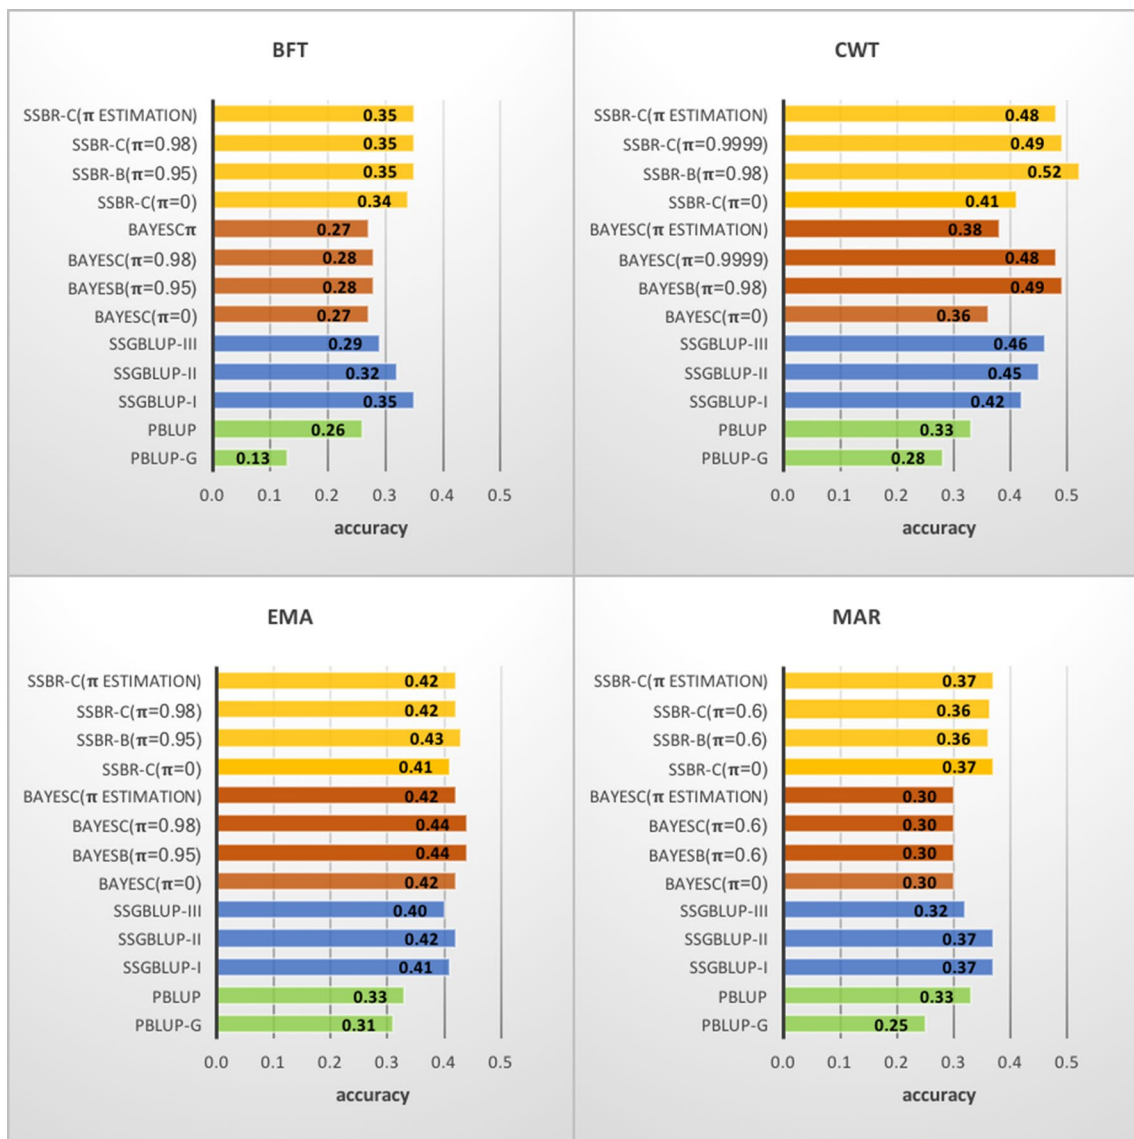 BFT
SSBR-C(π ESTIMATION) 0.35
SSBR-C(π=0.98) 0.35
SSBR-B(π=0.95) 0.35
SSBR-C(π=0) 0.34
BAYESCπ 0.27
BAYESC(π=0.98) 0.28
BAYESB(π=0.95) 0.28
BAYESC(π=0) 0.27
SSGBLUP-III 0.29
SSGBLUP-II 0.32
SSGBLUP-I 0.35
PBLUP 0.26
PBLUP-G 0.13
0.0 0.1 0.2 0.3 0.4 0.5
accuracy
CWT
SSBR-C(π ESTIMATION) 0.48
SSBR-C(π=0.9999) 0.49
SSBR-B(π=0.98) 0.52
SSBR-C(π=0) 0.41
BAYESC(π ESTIMATION) 0.38
BAYESC(π=0.9999) 0.48
BAYESB(π=0.98) 0.49
BAYESC(π=0) 0.36
SSGBLUP-III 0.46
SSGBLUP-II 0.45
SSGBLUP-I 0.42
PBLUP 0.33
PBLUP-G 0.28
0.0 0.1 0.2 0.3 0.4 0.5
accuracy
EMA
SSBR-C(π ESTIMATION) 0.42
SSBR-C(π=0.98) 0.42
SSBR-B(π=0.95) 0.43
SSBR-C(π=0) 0.41
BAYESC(π ESTIMATION) 0.42
BAYESC(π=0.98) 0.44
BAYESB(π=0.95) 0.44
BAYESC(π=0) 0.42
SSGBLUP-III 0.40
SSGBLUP-II 0.42
SSGBLUP-I 0.41
PBLUP 0.33
PBLUP-G 0.31
0.0 0.1 0.2 0.3 0.4 0.5
accuracy
MAR
SSBR-C(π ESTIMATION) 0.37
SSBR-C(π=0.6) 0.36
SSBR-B(π=0.6) 0.36
SSBR-C(π=0) 0.37
BAYESC(π ESTIMATION) 0.30
BAYESC(π=0.6) 0.30
BAYESB(π=0.6) 0.30
BAYESC(π=0) 0.30
SSGBLUP-III 0.32
SSGBLUP-II 0.37
SSGBLUP-I 0.37
PBLUP 0.33
PBLUP-G 0.25
0.0 0.1 0.2 0.3 0.4 0.5
accuracy